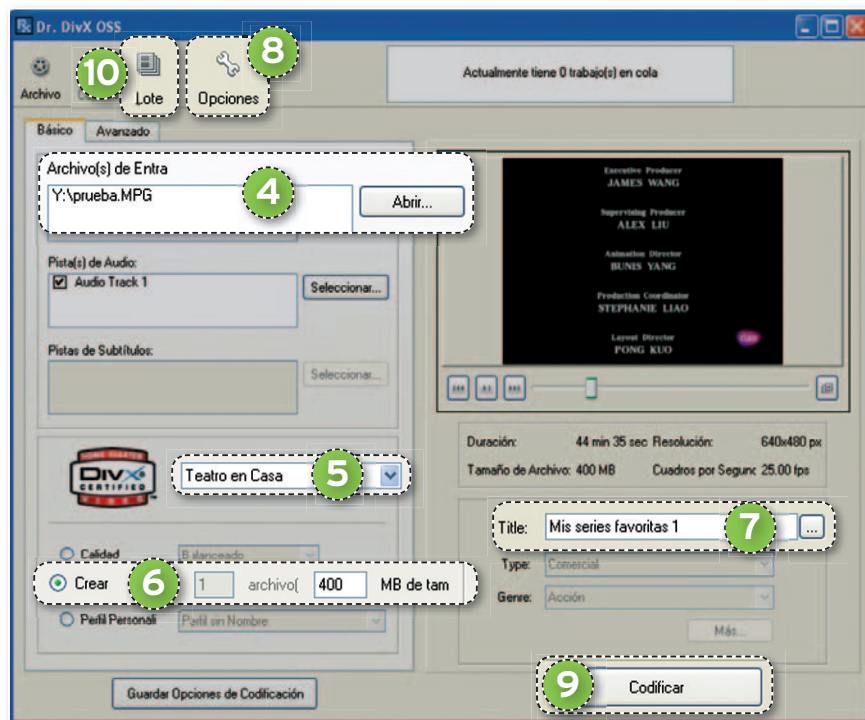 Dr. DivX OSS
10
8
Archivo
Lote
Opciones
Actualmente tiene 0 trabajo(s) en cola
Básico
Avanzado
Archivo(s) de Entra
Y:\prueba.MPG
4
Abrir...
Pista(s) de Audio:
Audio Track 1
Seleccionar...
Pistas de Subtítulos:
Seleccionar...
DIVX
CERTIFIED
VIDEO
Teatro en Casa
5
Calidad
Balanceado
Crear
6
1
archivo(
400
MB de tam
Perfil Personali
Perfil sin Nombre
Guardar Opciones de Codificación
Executive Producer
JAMES WANG
Supervising Producer
ALEX LIU
Animation Director
BUNIS YANG
Production Coordinator
STEPHANIE LIAO
Layout Director
PONG KUO
Duración:
44 min 35 sec
Resolución:
640x480 px
Tamaño de Archivo:
400 MB
Cuadros por Segunc
25.00 fps
Title:
Mis series favoritas 1
7
...
Type:
Comercial
Genre:
Acción
Más...
9
Codificar